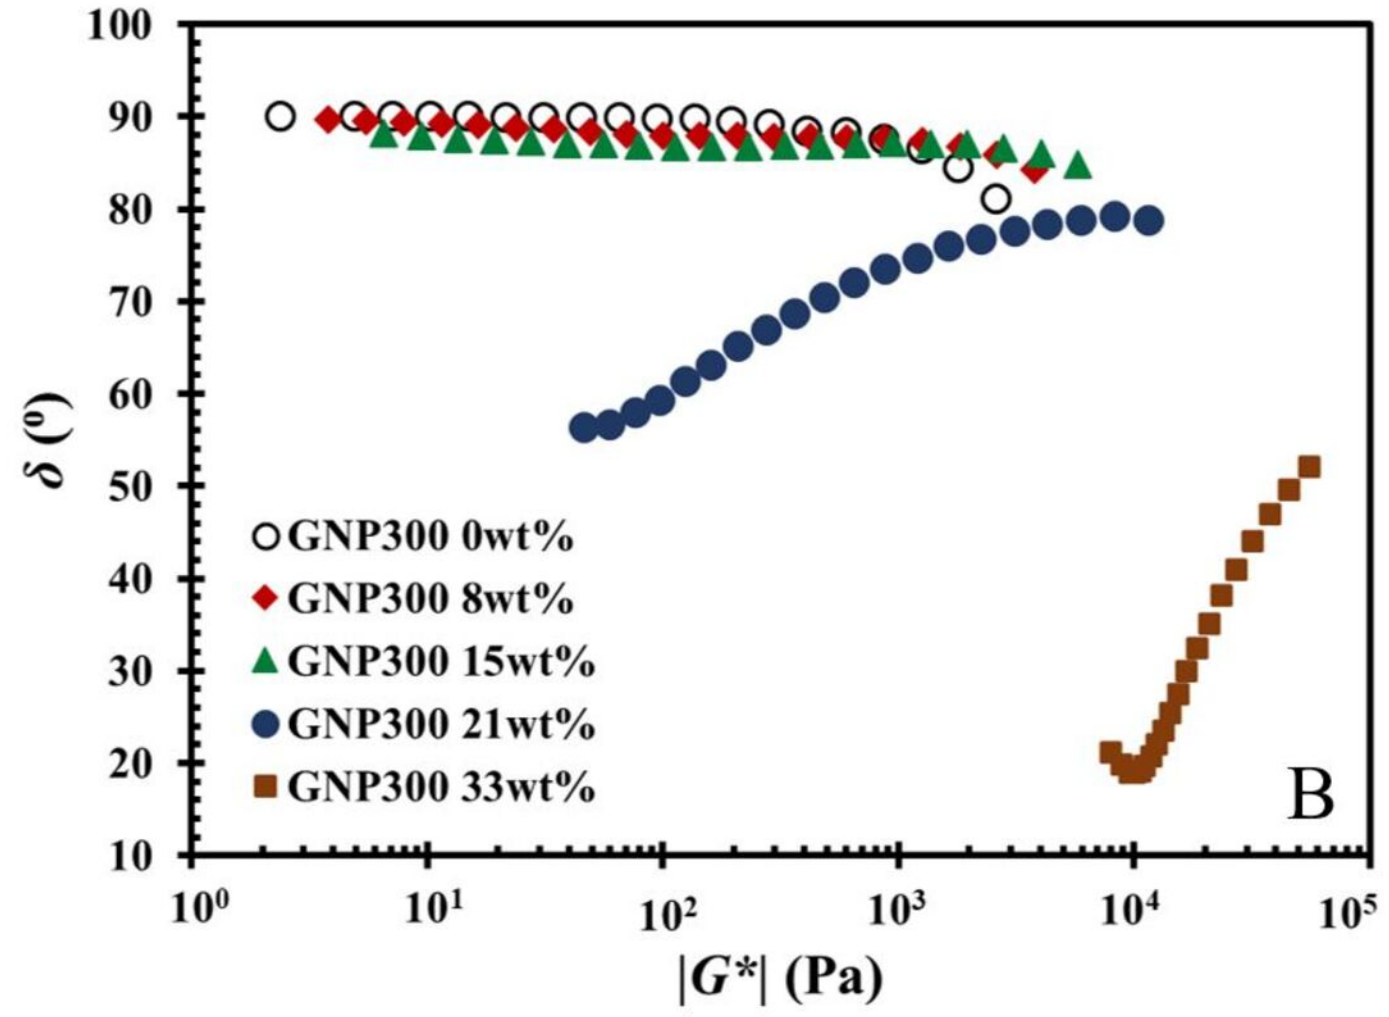 100
90
80
70
60
50
40
30
20
10
δ (º)
GNP300 0wt%
GNP300 8wt%
GNP300 15wt%
GNP300 21wt%
GNP300 33wt%
B
10⁰ 10¹ 10² 10³ 10⁴ 10⁵
|G*| (Pa)